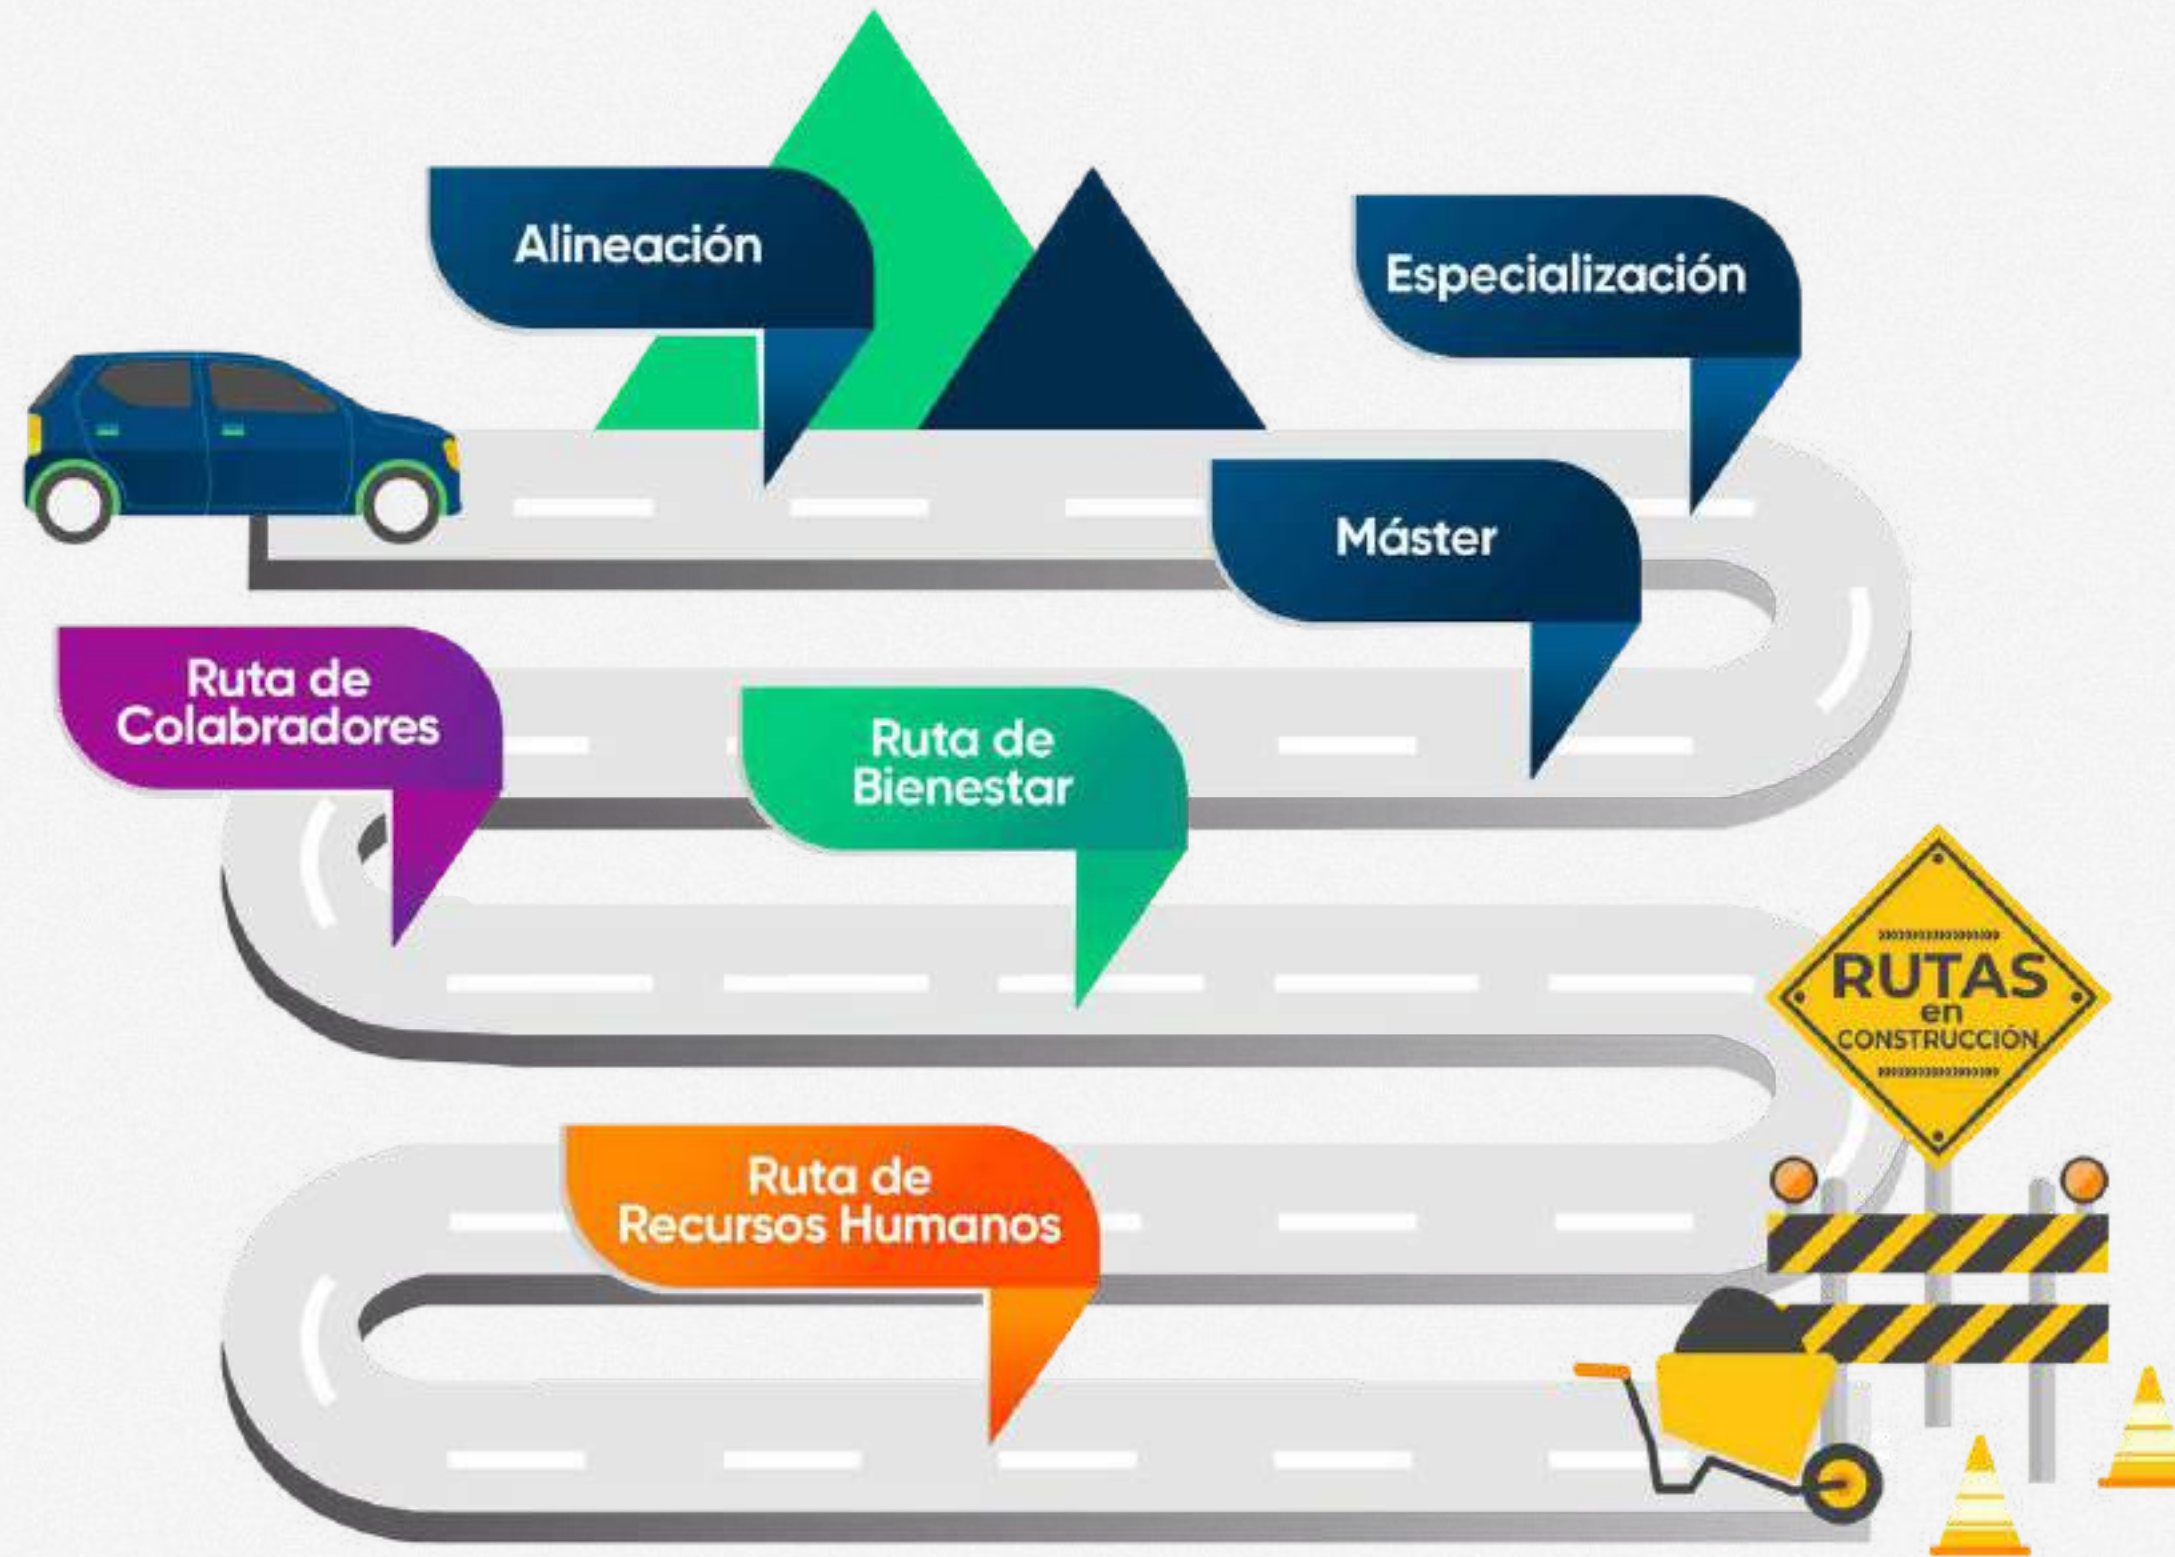 Alineación
Especialización
Máster
Ruta de
Colabradores
Ruta de
Bienestar
RUTAS
en
CONSTRUCCIÓN
Ruta de
Recursos Humanos